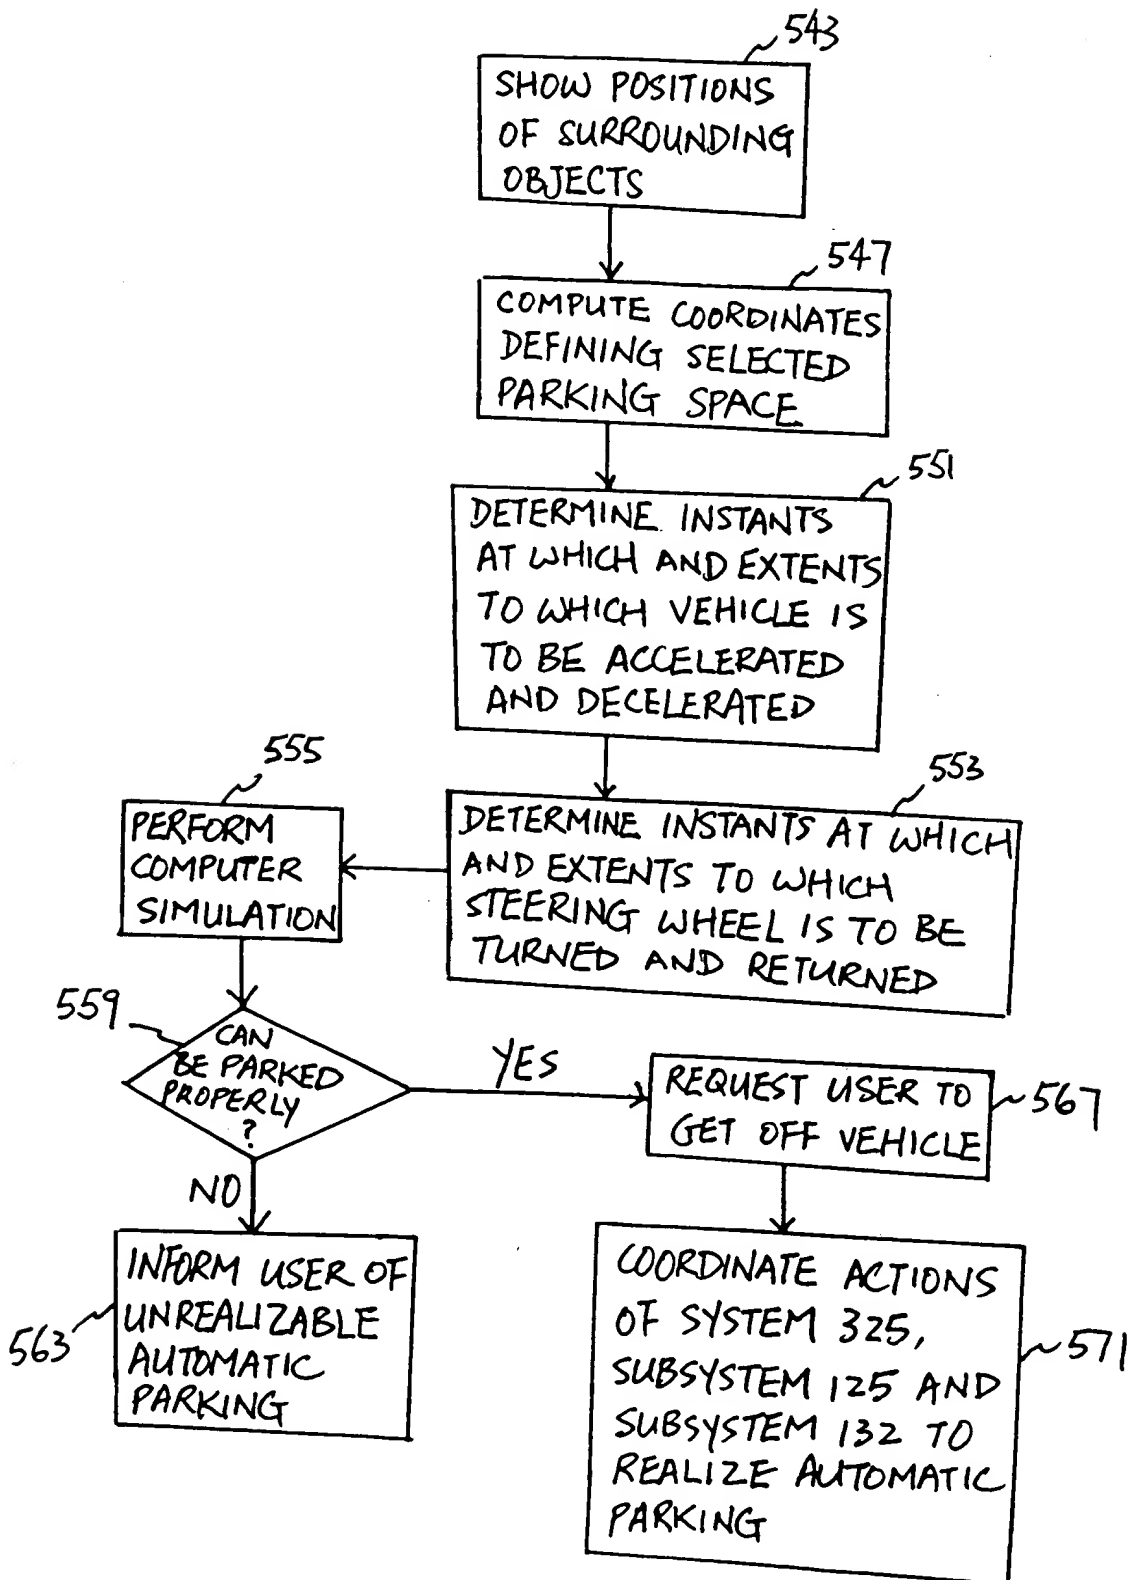 543
SHOW POSITIONS
OF SURROUNDING
OBJECTS
547
COMPUTE COORDINATES
DEFINING SELECTED
PARKING SPACE
551
DETERMINE INSTANTS
AT WHICH AND EXTENTS
TO WHICH VEHICLE IS
TO BE ACCELERATED
AND DECELERATED
553
DETERMINE INSTANTS AT WHICH
AND EXTENTS TO WHICH
STEERING WHEEL IS TO BE
TURNED AND RETURNED
555
PERFORM
COMPUTER
SIMULATION
559
CAN
BE PARKED
PROPERLY
?
YES
REQUEST USER TO
GET OFF VEHICLE
567
NO
INFORM USER OF
UNREALIZABLE
AUTOMATIC
PARKING
563
COORDINATE ACTIONS
OF SYSTEM 325,
SUBSYSTEM 125 AND
SUBSYSTEM 132 TO
REALIZE AUTOMATIC
PARKING
571